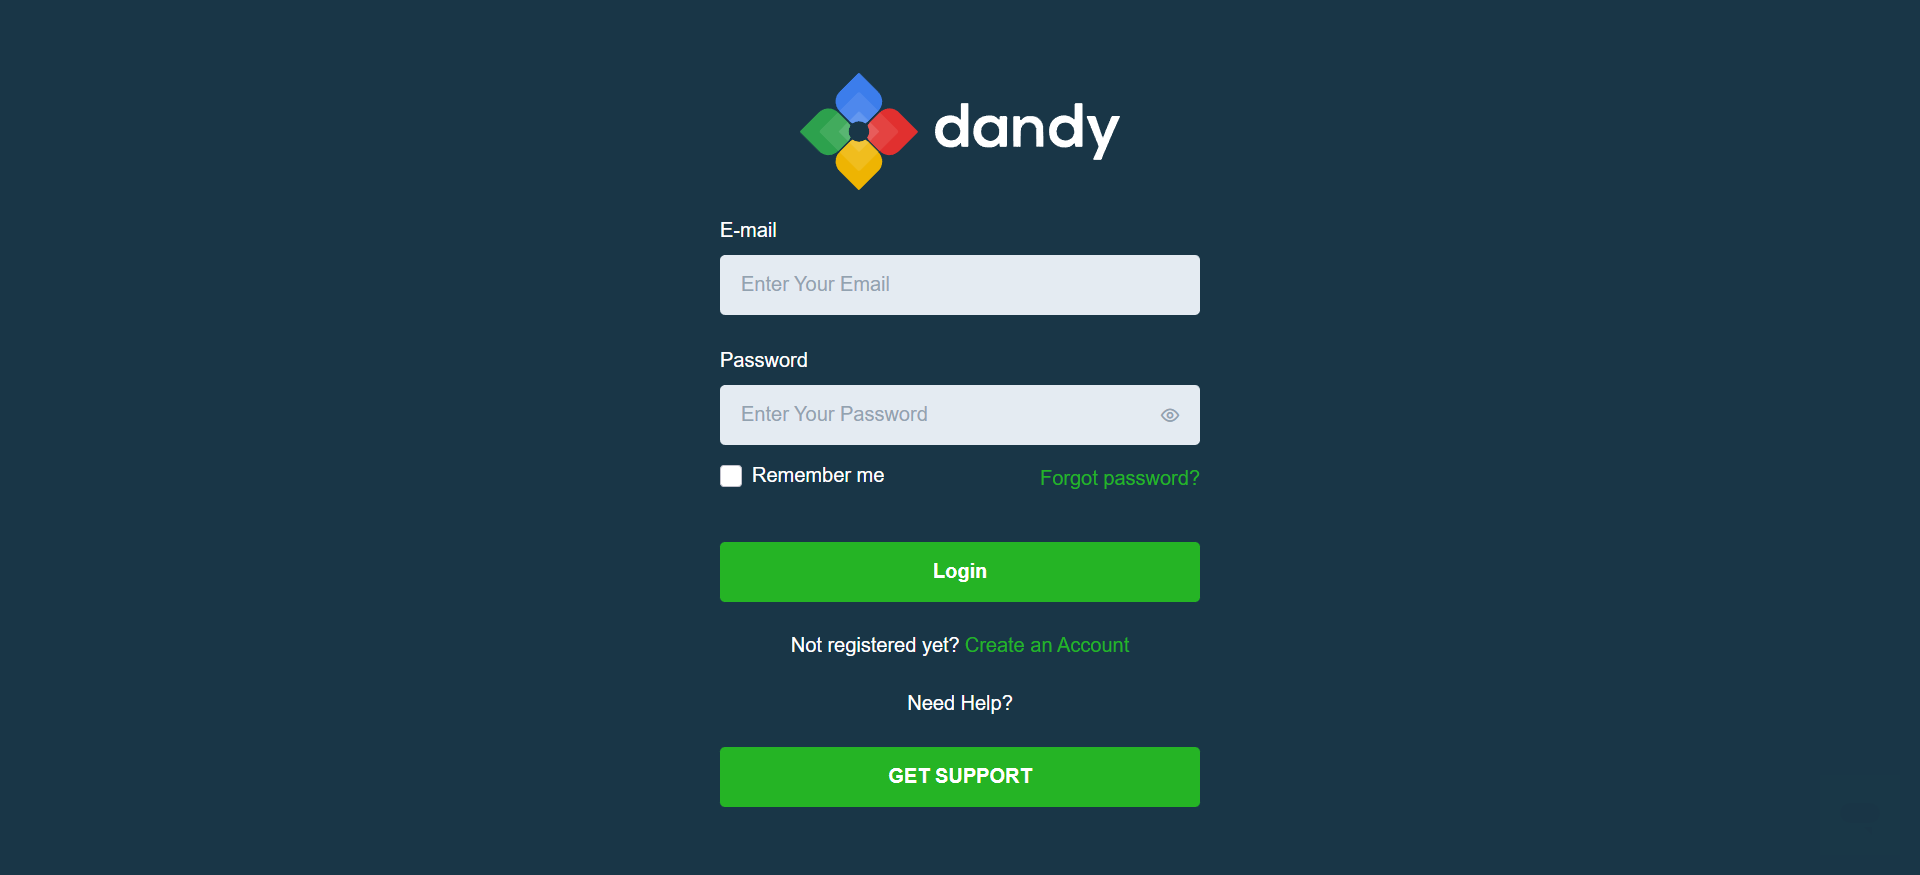 dandy
E-mail
Enter Your Email
Password
Enter Your Password
Remember me
Forgot password?
Login
Not registered yet? Create an Account
Need Help?
GET SUPPORT